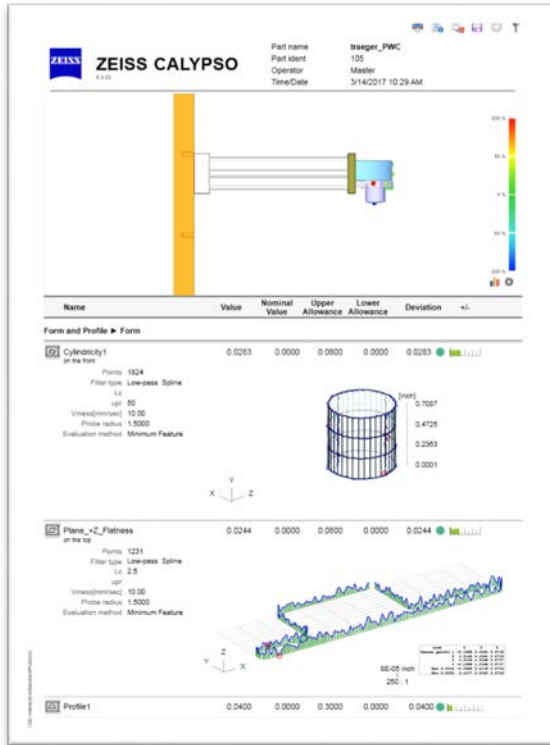 ZEISS
ZEISS CALYPSO
Part name traeger_PWC
Part ident 105
Operator Master
Time/Date 3/14/2017 10:29 AM
200 %
50 %
0 %
50 %
Name Value Nominal Value Upper Allowance Lower Allowance Deviation +/-
Form and Profile ► Form
Cylindricity1 0.0283 0.0000 0.0800 0.0000 0.0283
on the front
Points 1824
Filter type Low-pass Spline
Lc
upr 50
Vmess[mm/sec] 10.00
Probe radius 1.5000
Evaluation method Minimum Feature
[inch]
0.7087
0.4725
0.2363
0.0001
Y
X Z
Plane_+Z_Flatness 0.0244 0.0000 0.0800 0.0000 0.0244
on the top
Points 1231
Filter type Low-pass Spline
Lc 2.5
upr
Vmess[mm/sec] 10.00
Probe radius 1.5000
Evaluation method Minimum Feature
Z
Y X
8E-05 inch
250 : 1
Profile1 0.0400 0.0000 0.3000 0.0000 0.0400